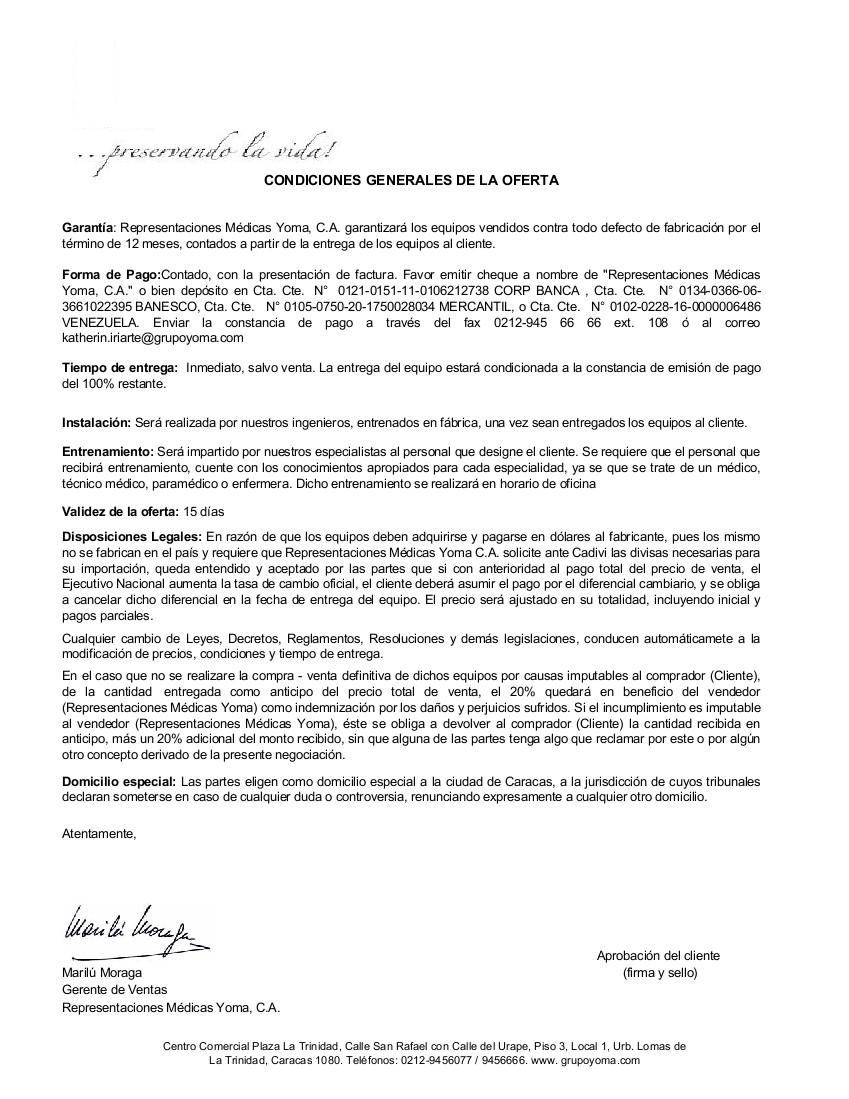 ...preservando la vida!
CONDICIONES GENERALES DE LA OFERTA
Garantía: Representaciones Médicas Yoma, C.A. garantizará los equipos vendidos contra todo defecto de fabricación por el
término de 12 meses, contados a partir de la entrega de los equipos al cliente.
Forma de Pago:Contado, con la presentación de factura. Favor emitir cheque a nombre de "Representaciones Médicas
Yoma, C.A." o bien depósito en Cta. Cte. N° 0121-0151-11-0106212738 CORP BANCA , Cta. Cte. N° 0134-0366-06-
3661022395 BANESCO, Cta. Cte. N° 0105-0750-20-1750028034 MERCANTIL, o Cta. Cte. N° 0102-0228-16-0000006486
VENEZUELA. Enviar la constancia de pago a través del fax 0212-945 66 66 ext. 108 ó al correo
katherin.iriarte@grupoyoma.com
Tiempo de entrega: Inmediato, salvo venta. La entrega del equipo estará condicionada a la constancia de emisión de pago
del 100% restante.
Instalación: Será realizada por nuestros ingenieros, entrenados en fábrica, una vez sean entregados los equipos al cliente.
Entrenamiento: Será impartido por nuestros especialistas al personal que designe el cliente. Se requiere que el personal que
recibirá entrenamiento, cuente con los conocimientos apropiados para cada especialidad, ya se que se trate de un médico,
técnico médico, paramédico o enfermera. Dicho entrenamiento se realizará en horario de oficina
Validez de la oferta: 15 días
Disposiciones Legales: En razón de que los equipos deben adquirirse y pagarse en dólares al fabricante, pues los mismo
no se fabrican en el país y requiere que Representaciones Médicas Yoma C.A. solicite ante Cadivi las divisas necesarias para
su importación, queda entendido y aceptado por las partes que si con anterioridad al pago total del precio de venta, el
Ejecutivo Nacional aumenta la tasa de cambio oficial, el cliente deberá asumir el pago por el diferencial cambiario, y se obliga
a cancelar dicho diferencial en la fecha de entrega del equipo. El precio será ajustado en su totalidad, incluyendo inicial y
pagos parciales.
Cualquier cambio de Leyes, Decretos, Reglamentos, Resoluciones y demás legislaciones, conducen automáticamete a la
modificación de precios, condiciones y tiempo de entrega.
En el caso que no se realizare la compra - venta definitiva de dichos equipos por causas imputables al comprador (Cliente),
de la cantidad entregada como anticipo del precio total de venta, el 20% quedará en beneficio del vendedor
(Representaciones Médicas Yoma) como indemnización por los daños y perjuicios sufridos. Si el incumplimiento es imputable
al vendedor (Representaciones Médicas Yoma), éste se obliga a devolver al comprador (Cliente) la cantidad recibida en
anticipo, más un 20% adicional del monto recibido, sin que alguna de las partes tenga algo que reclamar por este o por algún
otro concepto derivado de la presente negociación.
Domicilio especial: Las partes eligen como domicilio especial a la ciudad de Caracas, a la jurisdicción de cuyos tribunales
declaran someterse en caso de cualquier duda o controversia, renunciando expresamente a cualquier otro domicilio.
Atentamente,
Marilú Moraga
Marilú Moraga
Gerente de Ventas
Representaciones Médicas Yoma, C.A.
Aprobación del cliente
(firma y sello)
Centro Comercial Plaza La Trinidad, Calle San Rafael con Calle del Urape, Piso 3, Local 1, Urb. Lomas de
La Trinidad, Caracas 1080. Teléfonos: 0212-9456077 / 9456666. www. grupoyoma.com